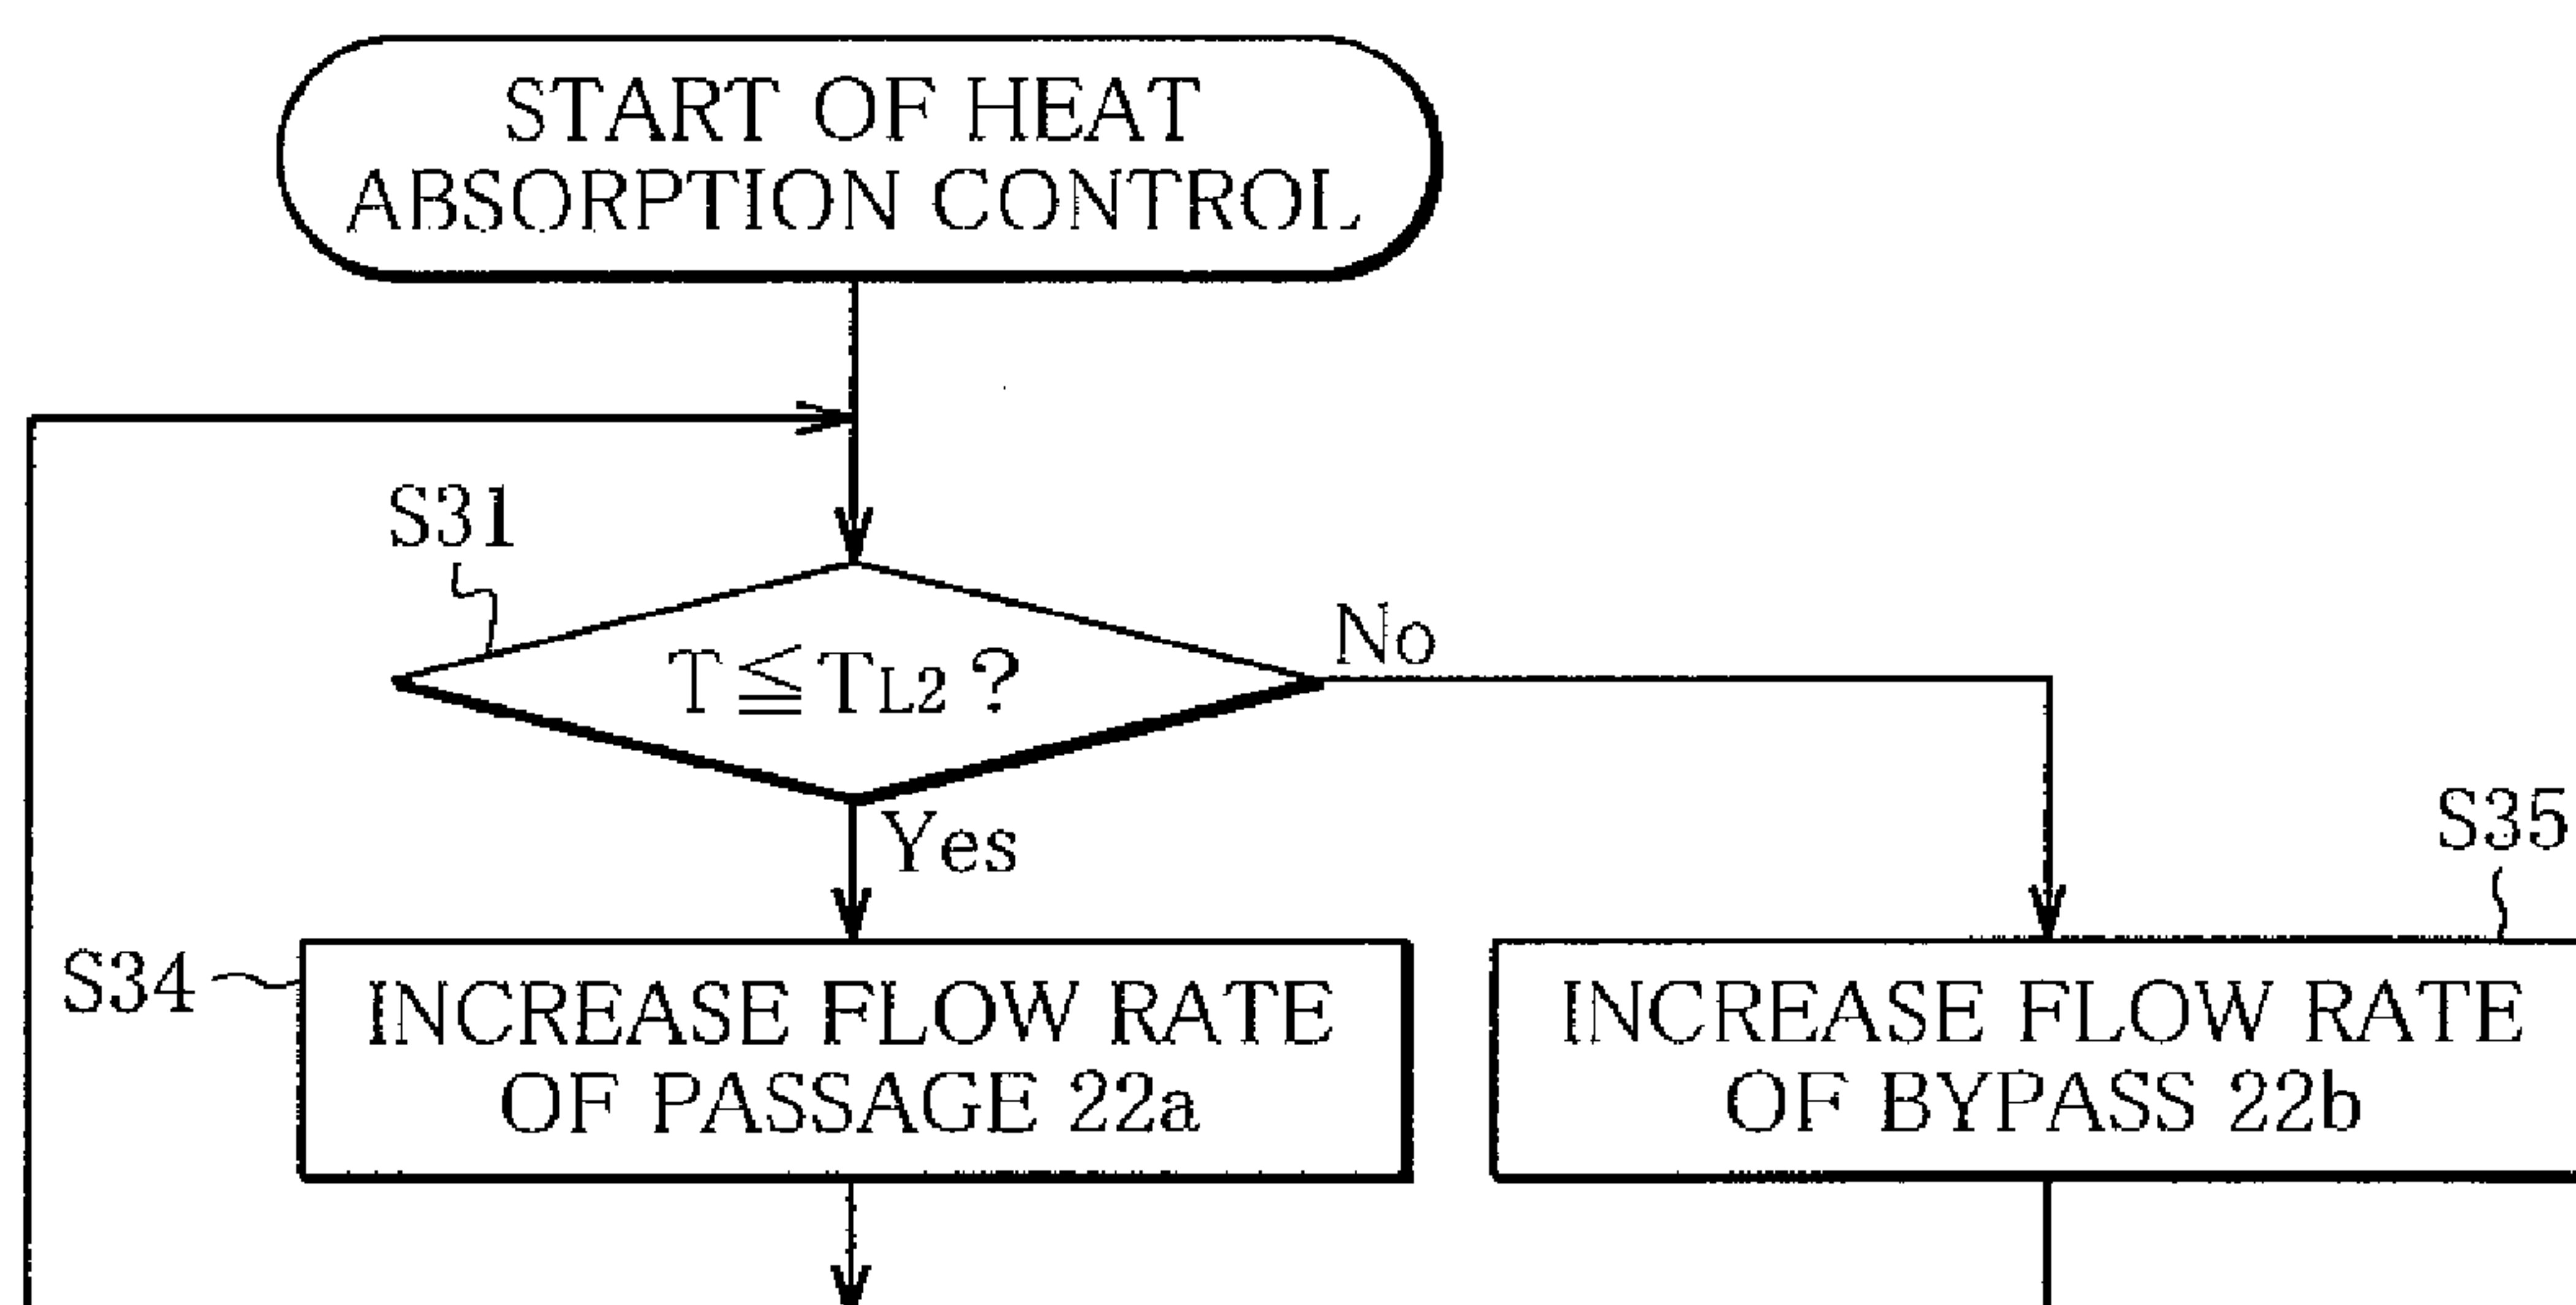 START OF HEAT
ABSORPTION CONTROL
S31
T≦TL2?
No
Yes
S35
S34
INCREASE FLOW RATE
OF PASSAGE 22a
INCREASE FLOW RATE
OF BYPASS 22b